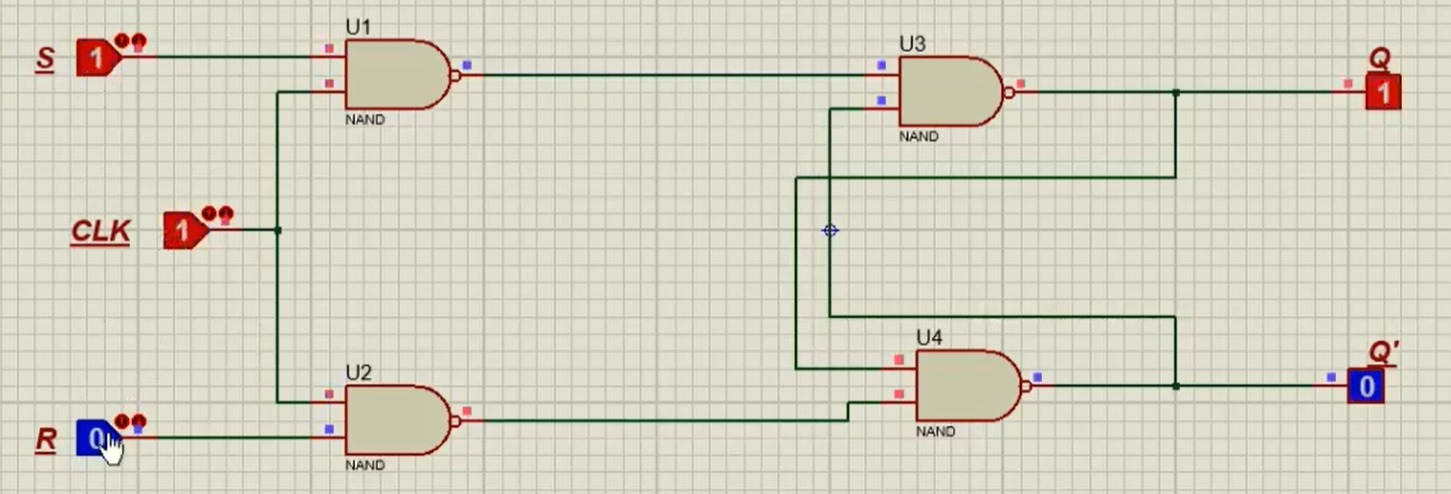 U1
S 1
NAND
U3
Q
1
NAND
CLK 1
U4
Q'
0
NAND
U2
R 0
NAND